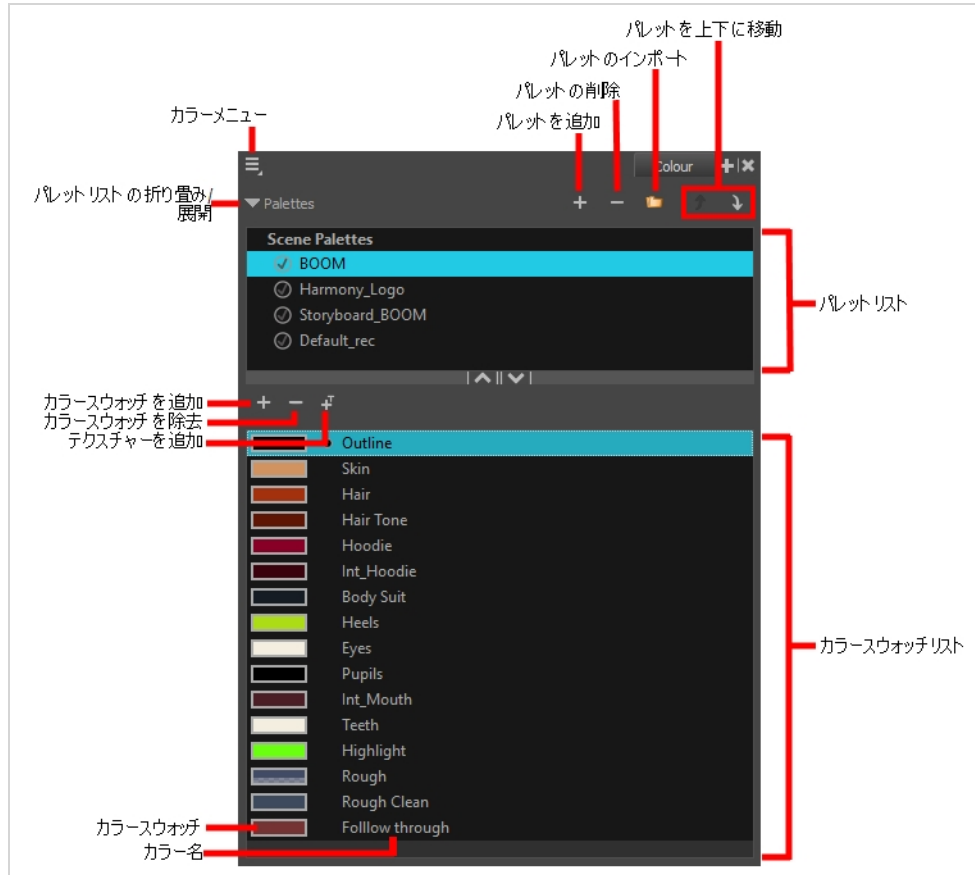 パレットを上下に移動
パレットのインポート
パレットの削除
カラーメニュー
パレットを追加
Colour
パレットリストの折り畳み/
展開
Palettes
Scene Palettes
BOOM
Harmony_Logo
Storyboard_BOOM
Default_rec
パレットリスト
カラースウォッチを追加
カラースウォッチを除去
テクスチャーを追加
Outline
Skin
Hair
Hair Tone
Hoodie
Int_Hoodie
Body Suit
Heels
Eyes
カラースウォッチリスト
Pupils
Int_Mouth
Teeth
Highlight
Rough
Rough Clean
カラースウォッチ
Folllow through
カラー名